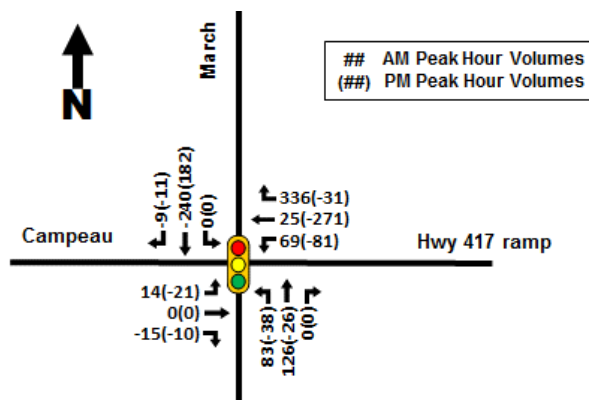 March
## AM Peak Hour Volumes
(##) PM Peak Hour Volumes
N
-9(-11)
-240(182)
0(0)
336(-31)
25(-271)
69(-81)
Campeau
Hwy 417 ramp
14(-21)
0(0)
-15(-10)
83(-38)
126(-26)
0(0)